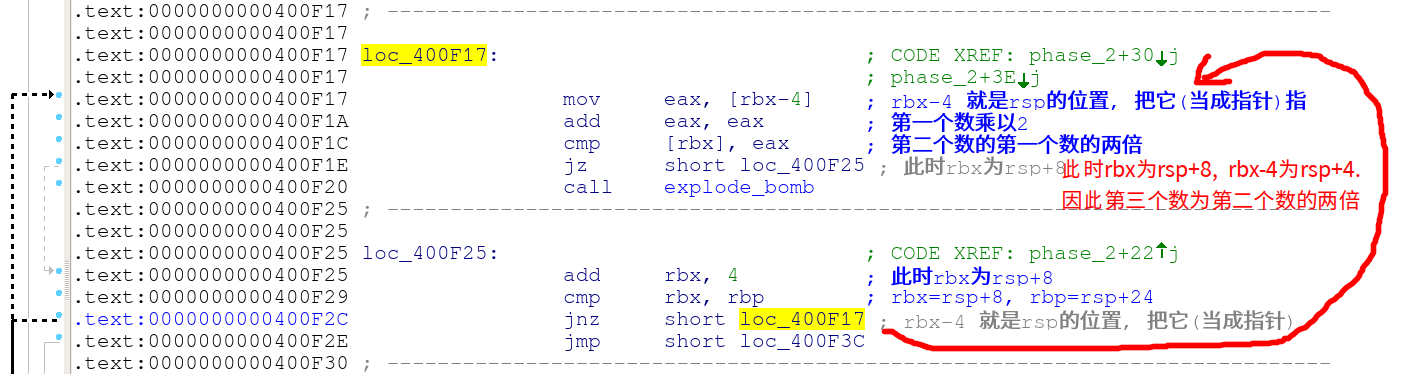 .text:0000000000400F17 ; ---------------------------------------------------------------------------
.text:0000000000400F17
.text:0000000000400F17 loc_400F17: ; CODE XREF: phase_2+30↓j
.text:0000000000400F17 ; phase_2+3E↓j
.text:0000000000400F17 mov eax, [rbx-4] ; rbx-4 就是rsp的位置, 把它(当成指针)指
.text:0000000000400F1A add eax, eax ; 第一个数乘以2
.text:0000000000400F1C cmp [rbx], eax ; 第二个数的第一个数的两倍
.text:0000000000400F1E jz short loc_400F25 ; 此时rbx为rsp+8
此时rbx为rsp+8, rbx-4为rsp+4.
.text:0000000000400F20 call explode_bomb
因此第三个数为第二个数的两倍
.text:0000000000400F25 ; ---------------------------------------------------------------------------
.text:0000000000400F25
.text:0000000000400F25 loc_400F25: ; CODE XREF: phase_2+22↑j
.text:0000000000400F25 add rbx, 4 ; 此时rbx为rsp+8
.text:0000000000400F29 cmp rbx, rbp ; rbx=rsp+8, rbp=rsp+24
.text:0000000000400F2C jnz short loc_400F17 ; rbx-4 就是rsp的位置, 把它(当成指针)
.text:0000000000400F2E jmp short loc_400F3C
.text:0000000000400F30 ; ---------------------------------------------------------------------------